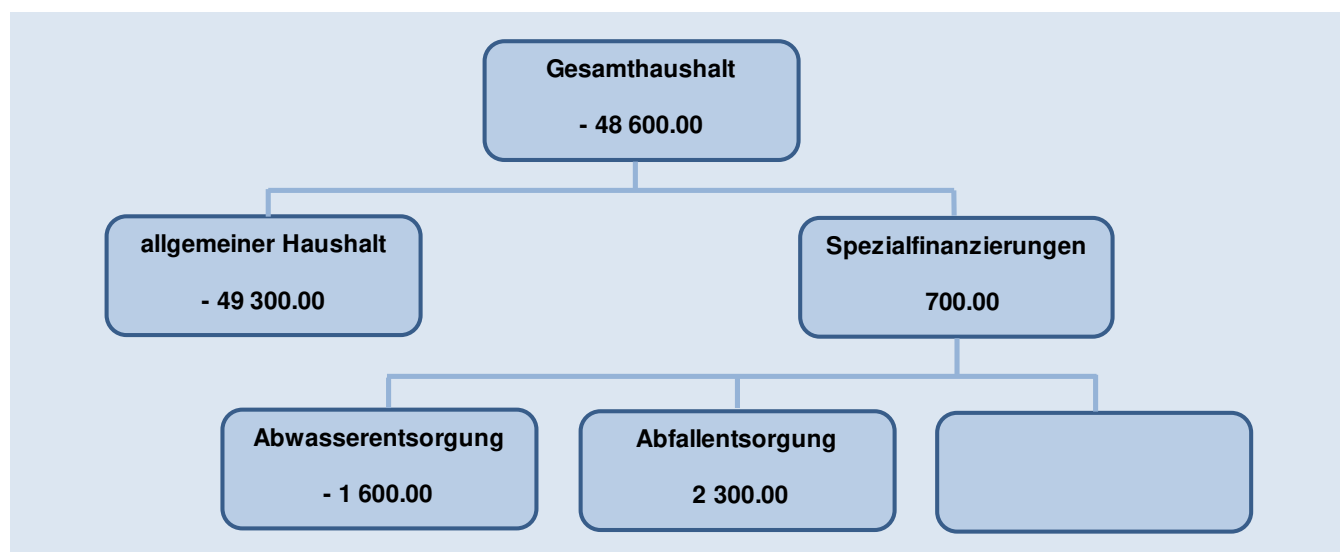 Gesamthaushalt
- 48 600.00
allgemeiner Haushalt
- 49 300.00
Spezialfinanzierungen
700.00
Abwasserentsorgung
- 1 600.00
Abfallentsorgung
2 300.00